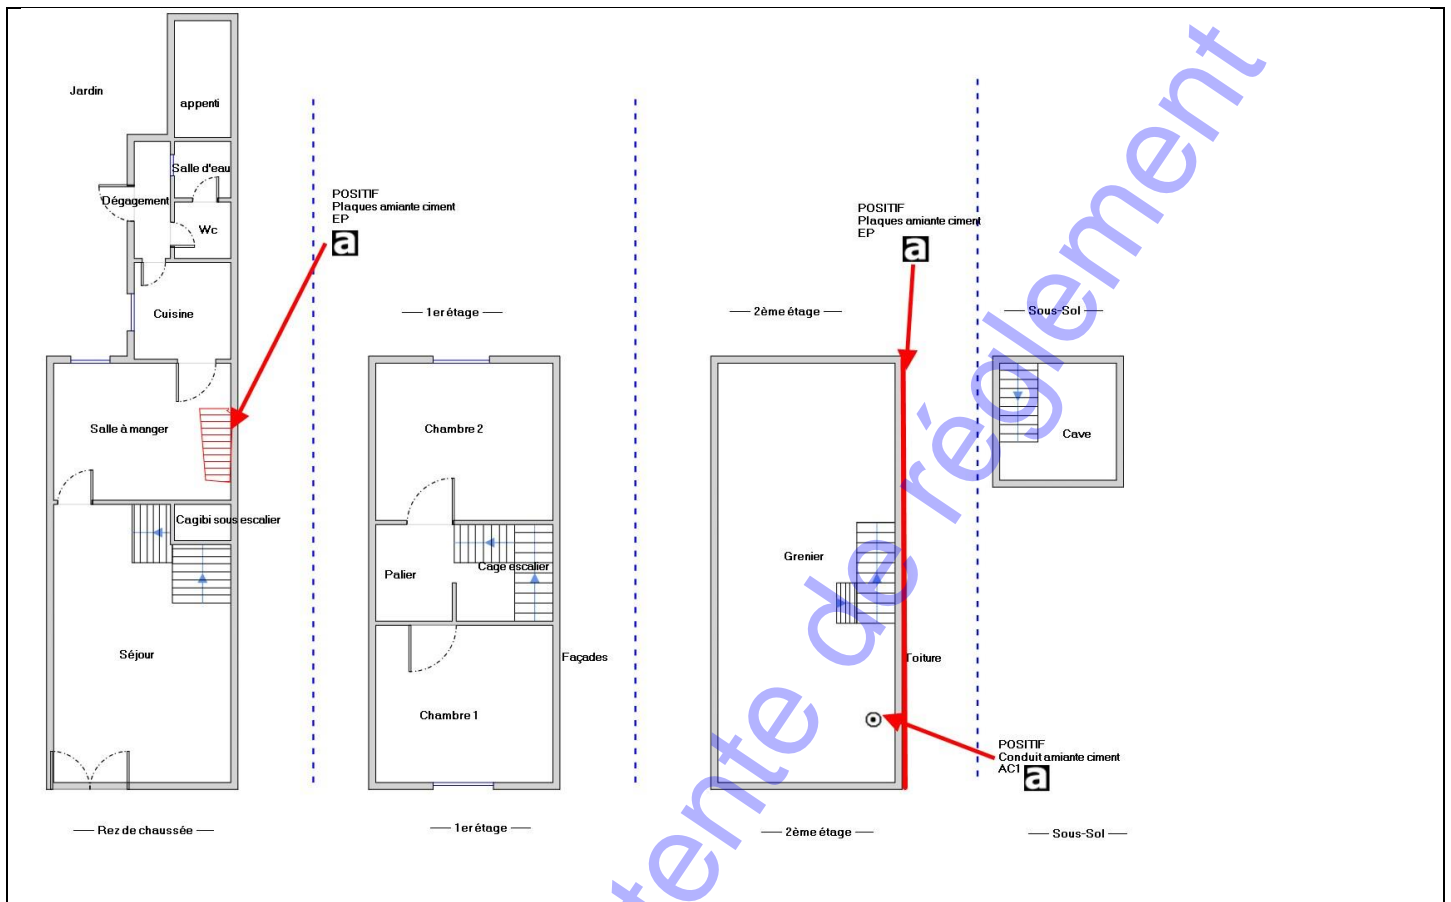 Jardin
appenti
Salle d'eau
Dégagement
Wc
Cuisine
Salle à manger
Cagibi sous escalier
Séjour
Rez de chaussée
POSITIF
Plaques amiante ciment
EP
a
1er étage
Chambre 2
Palier
Cage escalier
Chambre 1
Façades
1er étage
POSITIF
Plaques amiante ciment
EP
a
2ème étage
Grenier
Toiture
POSITIF
Conduit amiante ciment
AC1
a
2ème étage
Sous-Sol
Cave
Sous-Sol
tente de réglement